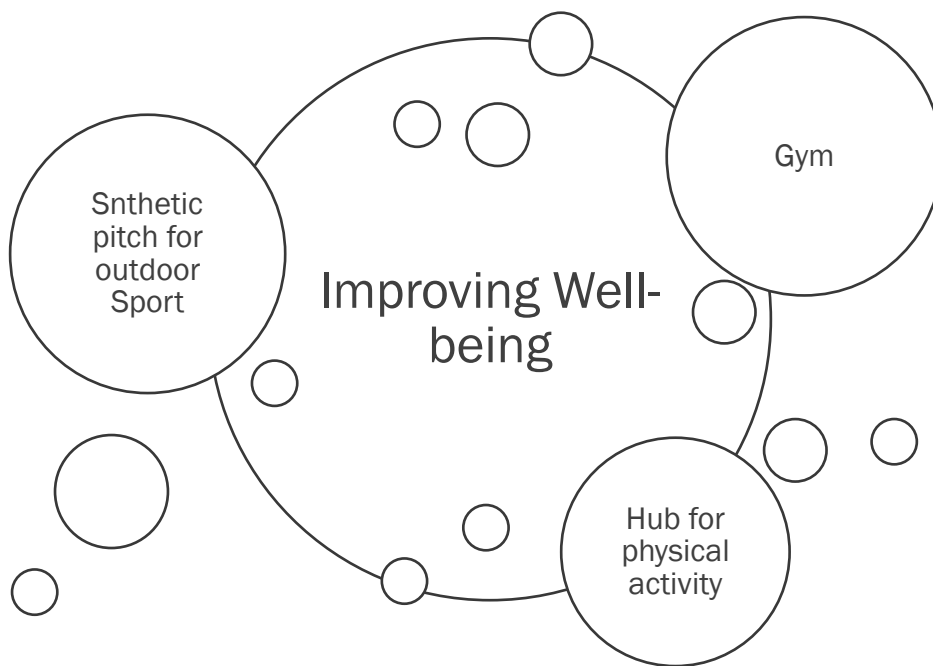 Gym
Snthetic
pitch for
outdoor
Sport
Improving Well-
being
Hub for
physical
activity